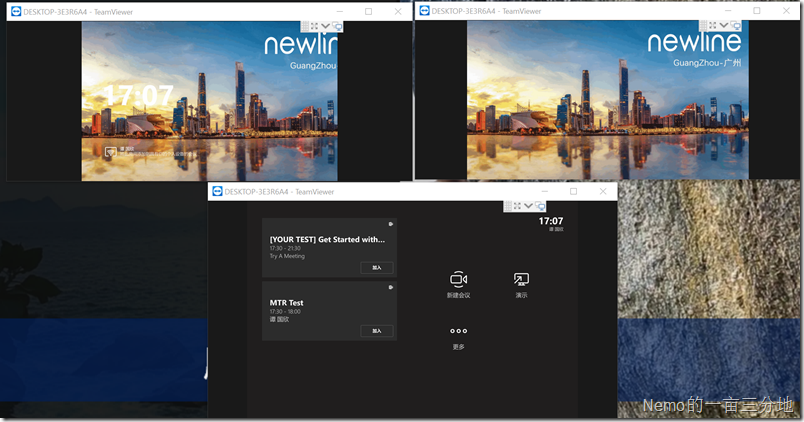 DESKTOP-3E3R6A4 - TeamViewer
newline
GuangZhou
17:07
谭 国欣
DESKTOP-3E3R6A4 - TeamViewer
newline
GuangZhou-广州
DESKTOP-3E3R6A4 - TeamViewer
17:07
谭 国欣
[YOUR TEST] Get Started with...
17:30 - 21:30
Try A Meeting
加入
MTR Test
17:30 - 18:00
谭 国欣
加入
新建会议
演示
更多
Nemo的一亩三分地